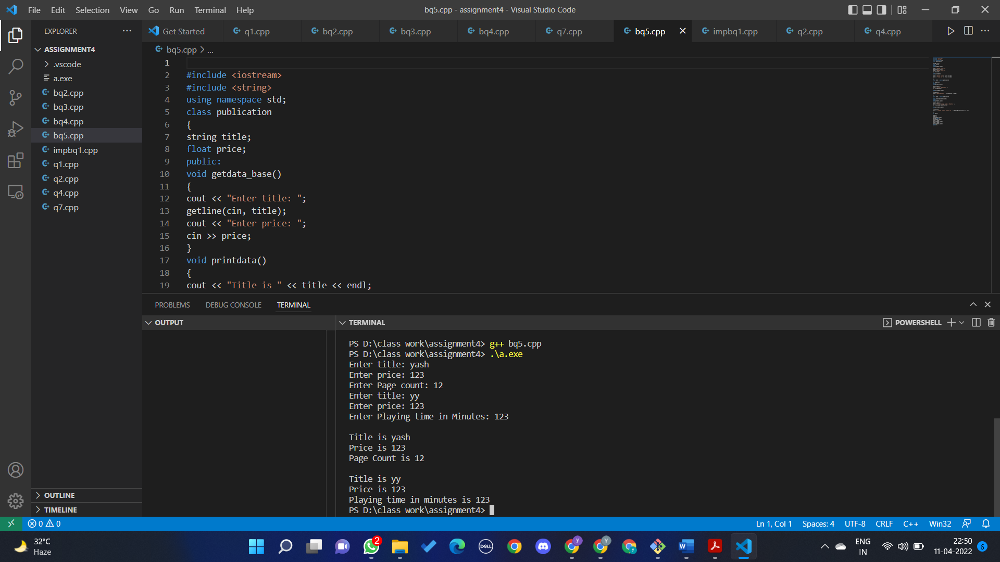 File Edit Selection View Go Run Terminal Help
bq5.cpp - assignment4 - Visual Studio Code
EXPLORER
Get Started q1.cpp bq2.cpp bq3.cpp bq4.cpp q7.cpp bq5.cpp impbq1.cpp q2.cpp q4.cpp
ASSIGNMENT4
.vscode
a.exe
bq2.cpp
bq3.cpp
bq4.cpp
bq5.cpp
impbq1.cpp
q1.cpp
q2.cpp
q4.cpp
q7.cpp
OUTLINE
TIMELINE
bq5.cpp > ...
1
2 #include <iostream>
3 #include <string>
4 using namespace std;
5 class publication
6 {
7 string title;
8 float price;
9 public:
10 void getdata_base()
11 {
12 cout << "Enter title: ";
13 getline(cin, title);
14 cout << "Enter price: ";
15 cin >> price;
16 }
17 void printdata()
18 {
19 cout << "Title is " << title << endl;
PROBLEMS DEBUG CONSOLE TERMINAL
OUTPUT
TERMINAL
POWERSHELL
PS D:\class work\assignment4> g++ bq5.cpp
PS D:\class work\assignment4> .\a.exe
Enter title: yash
Enter price: 123
Enter Page count: 12
Enter title: yy
Enter price: 123
Enter Playing time in Minutes: 123
Title is yash
Price is 123
Page Count is 12
Title is yy
Price is 123
Playing time in minutes is 123
PS D:\class work\assignment4>
0 0
Ln 1, Col 1 Spaces: 4 UTF-8 CRLF C++ Win32
32°C
Haze
2
DELL
y
Y
y
W
ENG
IN
22:50
11-04-2022
6